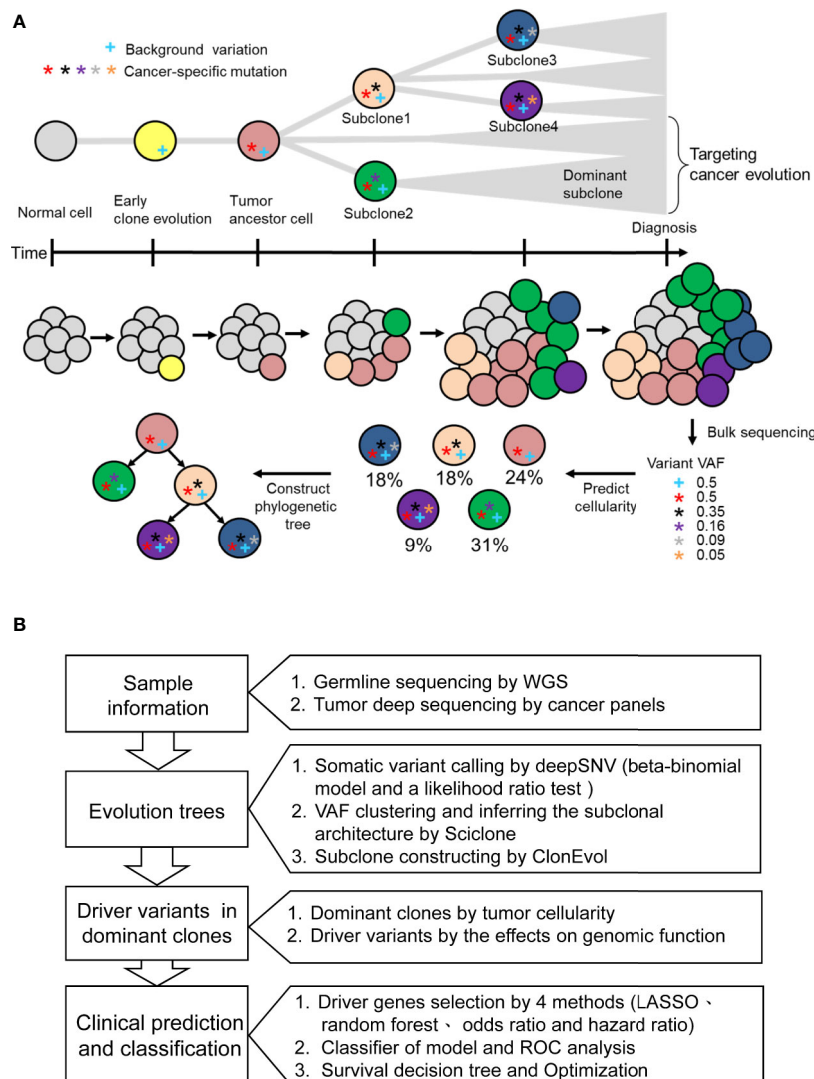 A
+ Background variation
* * * * * Cancer-specific mutation
Subclone3
Subclone1
Subclone4
Dominant
subclone
Targeting
cancer evolution
Normal cell
Early
clone evolution
Tumor
ancestor cell
Subclone2
Diagnosis
Time
Bulk sequencing
Variant VAF
+ 0.5
* 0.5
* 0.35
* 0.16
* 0.09
* 0.05
Predict
cellularity
18%
18%
24%
9%
31%
Construct
phylogenetic
tree
B
Sample
information
1. Germline sequencing by WGS
2. Tumor deep sequencing by cancer panels
Evolution trees
1. Somatic variant calling by deepSNV (beta-binomial
model and a likelihood ratio test )
2. VAF clustering and inferring the subclonal
architecture by Sciclone
3. Subclone constructing by ClonEvol
Driver variants in
dominant clones
1. Dominant clones by tumor cellularity
2. Driver variants by the effects on genomic function
Clinical prediction
and classification
1. Driver genes selection by 4 methods (LASSO、
random forest、odds ratio and hazard ratio)
2. Classifier of model and ROC analysis
3. Survival decision tree and Optimization